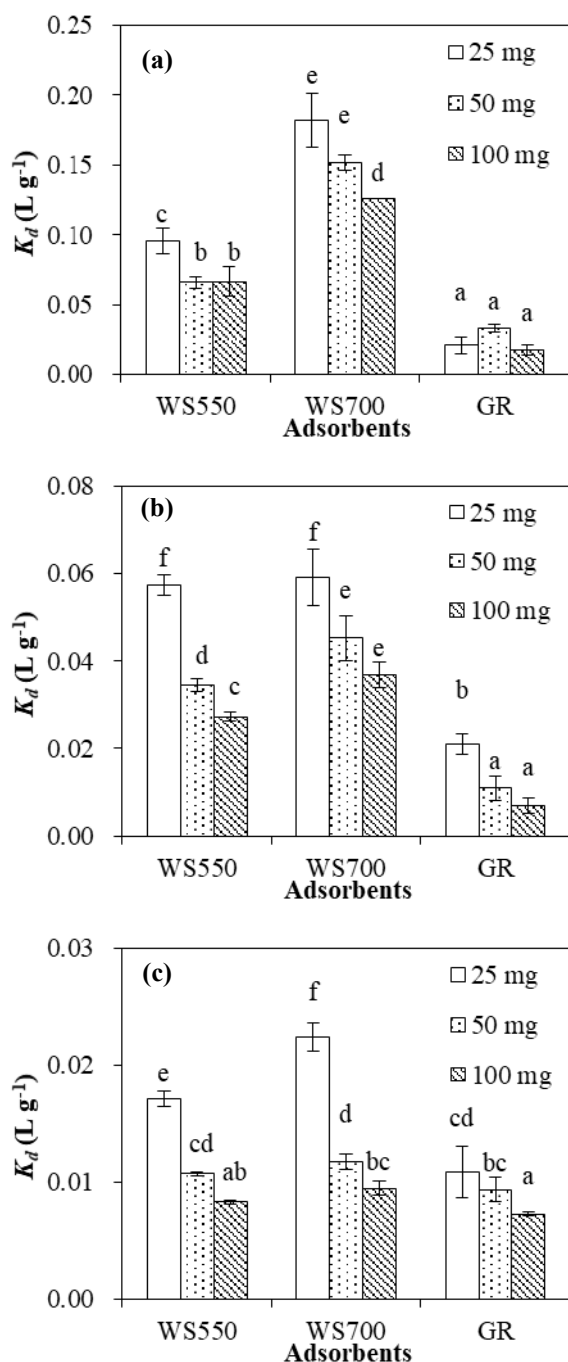 (a)
K_d (L g⁻¹)
0.25
0.20
0.15
0.10
0.05
0.00
25 mg
50 mg
100 mg
c b b
e e d
a a a
WS550 WS700 GR
Adsorbents
(b)
K_d (L g⁻¹)
0.08
0.06
0.04
0.02
0.00
25 mg
50 mg
100 mg
f d c
f e e
b a a
WS550 WS700 GR
Adsorbents
(c)
K_d (L g⁻¹)
0.03
0.02
0.01
0.00
25 mg
50 mg
100 mg
e cd ab
f d bc
cd bc a
WS550 WS700 GR
Adsorbents